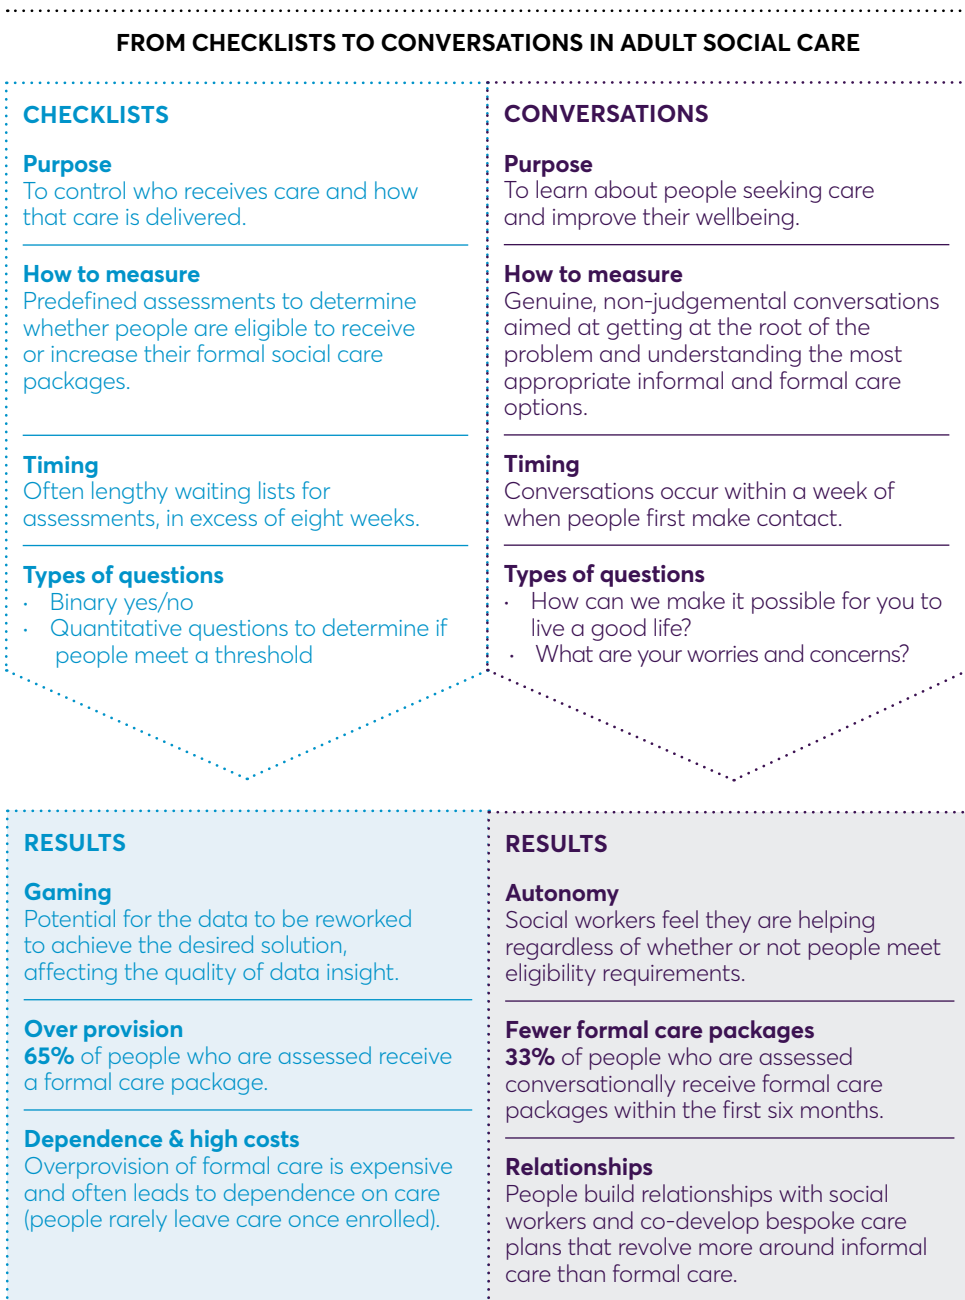 FROM CHECKLISTS TO CONVERSATIONS IN ADULT SOCIAL CARE
CHECKLISTS
Purpose
To control who receives care and how
that care is delivered.
How to measure
Predefined assessments to determine
whether people are eligible to receive
or increase their formal social care
packages.
Timing
Often lengthy waiting lists for
assessments, in excess of eight weeks.
Types of questions
· Binary yes/no
· Quantitative questions to determine if
people meet a threshold
CONVERSATIONS
Purpose
To learn about people seeking care
and improve their wellbeing.
How to measure
Genuine, non-judgemental conversations
aimed at getting at the root of the
problem and understanding the most
appropriate informal and formal care
options.
Timing
Conversations occur within a week of
when people first make contact.
Types of questions
· How can we make it possible for you to
live a good life?
· What are your worries and concerns?
RESULTS
Gaming
Potential for the data to be reworked
to achieve the desired solution,
affecting the quality of data insight.
Over provision
65% of people who are assessed receive
a formal care package.
Dependence & high costs
Overprovision of formal care is expensive
and often leads to dependence on care
(people rarely leave care once enrolled).
RESULTS
Autonomy
Social workers feel they are helping
regardless of whether or not people meet
eligibility requirements.
Fewer formal care packages
33% of people who are assessed
conversationally receive formal care
packages within the first six months.
Relationships
People build relationships with social
workers and co-develop bespoke care
plans that revolve more around informal
care than formal care.